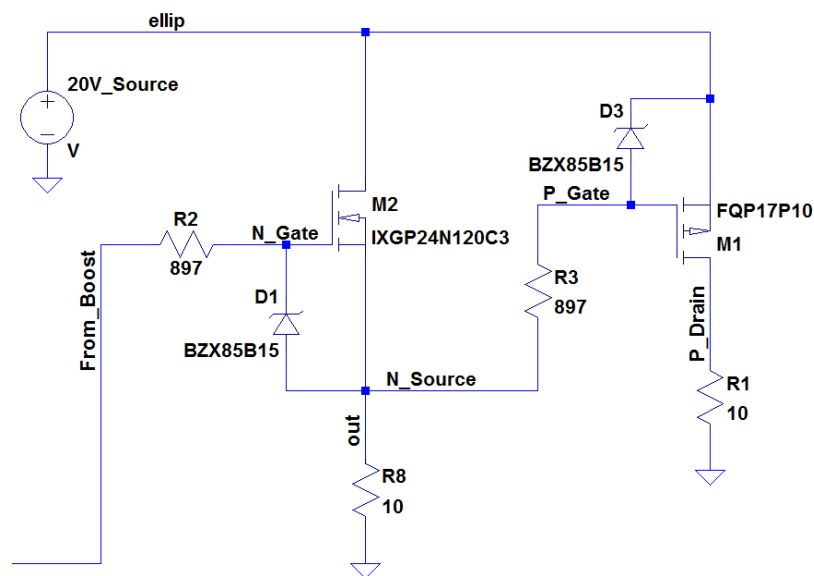 ellip
20V_Source
V
D3
BZX85B15
P_Gate
FQP17P10
M1
M2
IXGP24N120C3
R2
897
N_Gate
From_Boost
D1
BZX85B15
R3
897
P_Drain
N_Source
R1
10
out
R8
10